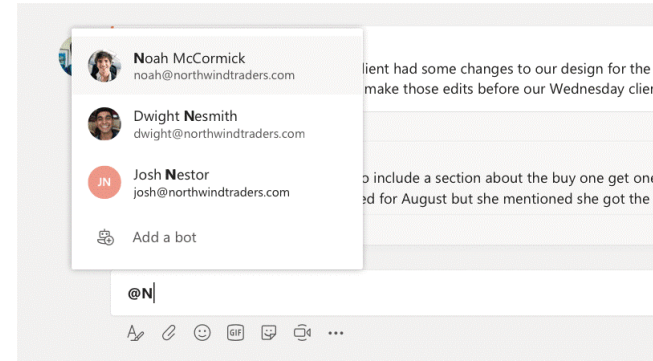 Noah McCormick
noah@northwindtraders.com
Dwight Nesmith
dwight@northwindtraders.com
JN
Josh Nestor
josh@northwindtraders.com
Add a bot
lient had some changes to our design for the
make those edits before our Wednesday clier
o include a section about the buy one get one
ed for August but she mentioned she got the
@N
GIF